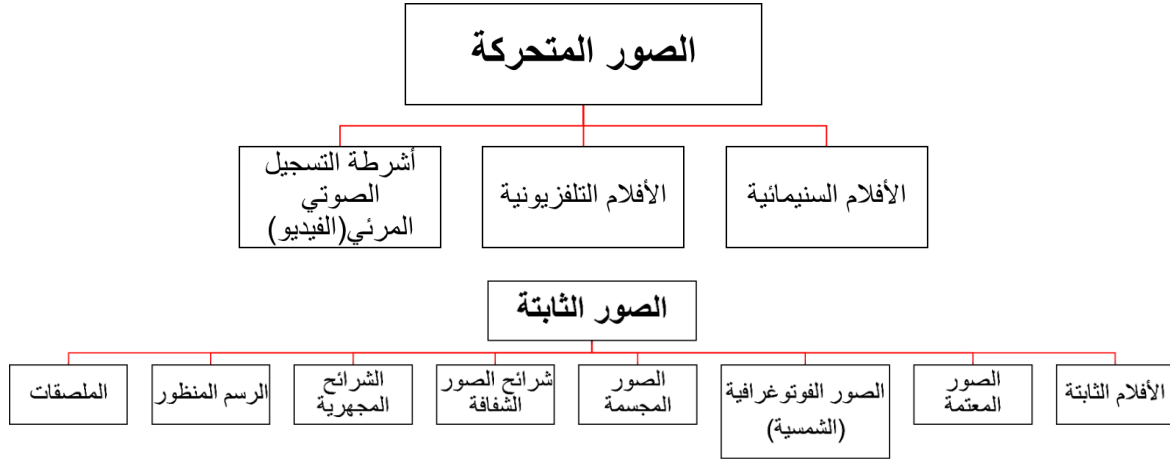 الصور المتحركة
الأفلام السنيمائية
الأفلام التلفزيونية
أشرطة التسجيل
الصوتي
المرئي(الفيديو)
الصور الثابتة
الأفلام الثابتة
الصور
المعتمة
الصور الفوتوغرافية
(الشمسية)
الصور
المجسمة
شرائح الصور
الشفافة
الشرائح
المجهرية
الرسم المنظور
الملصقات